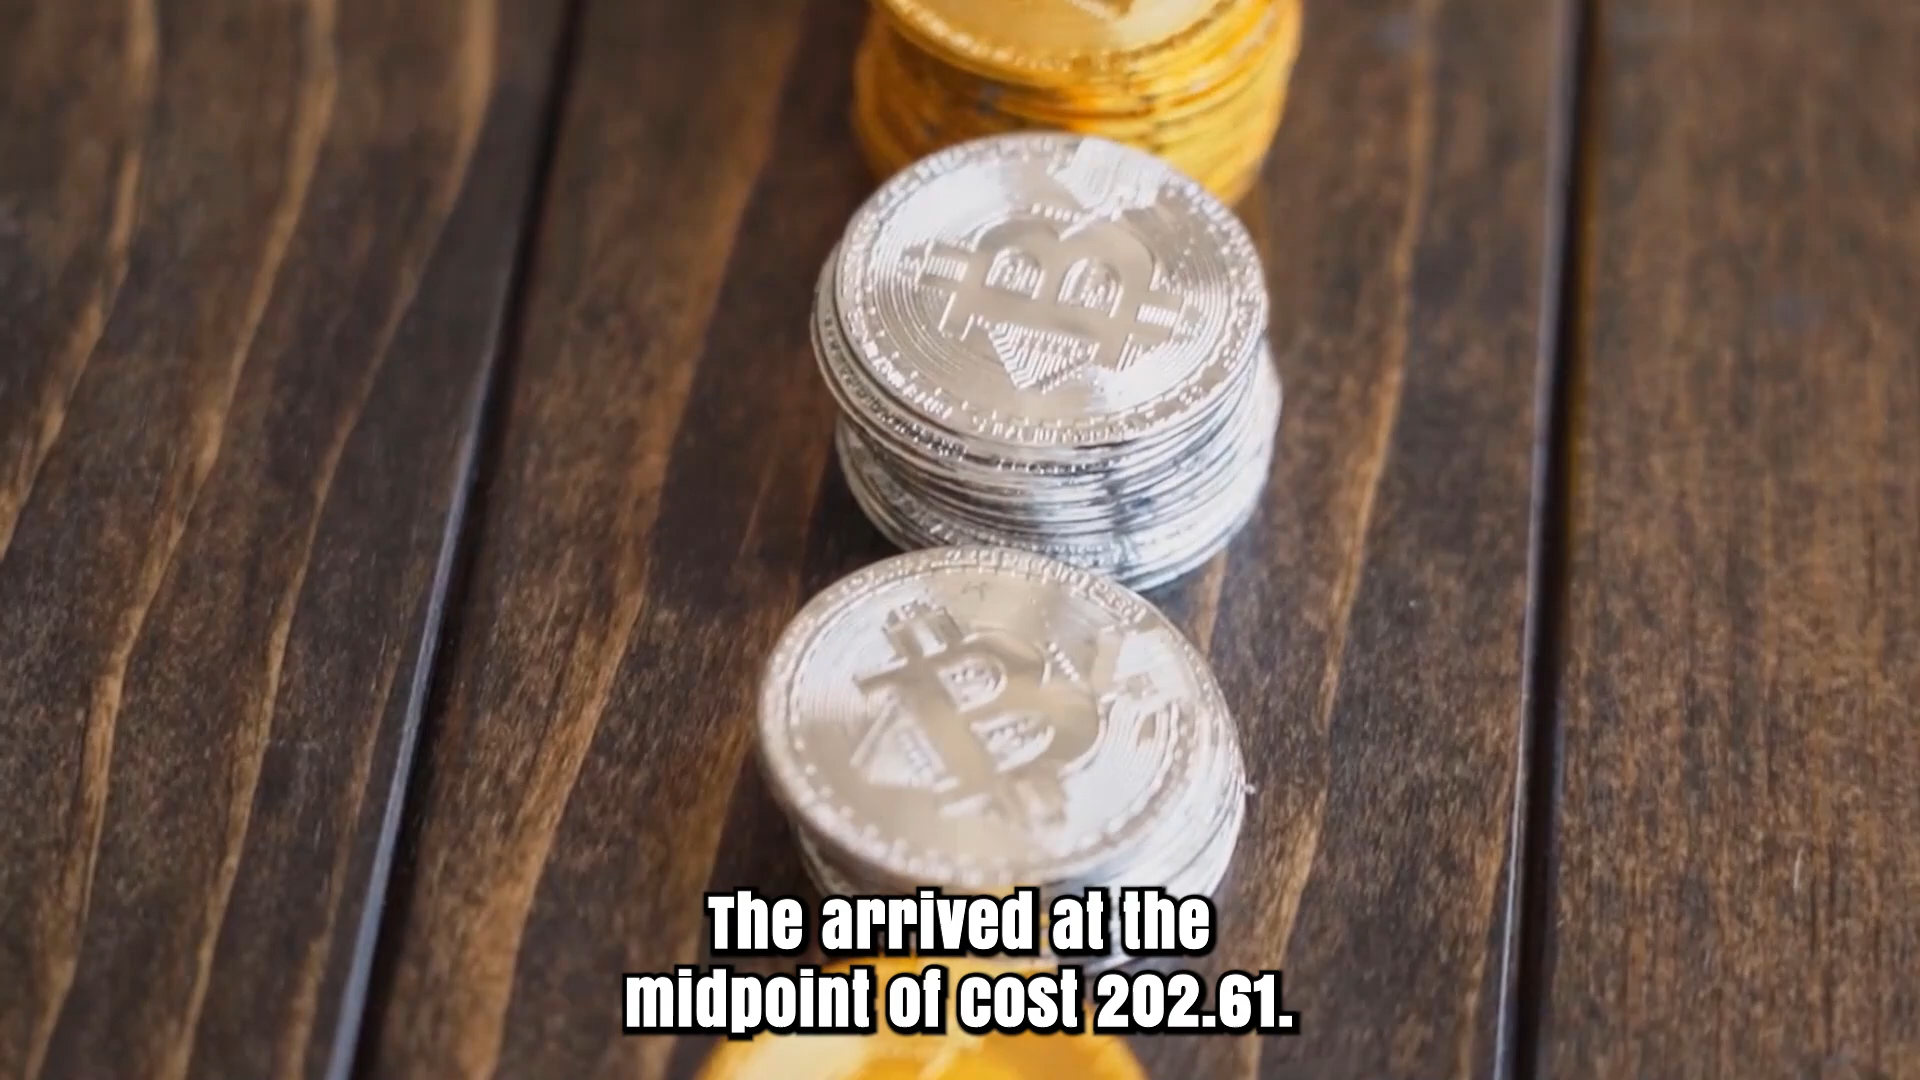 The arrived at the
midpoint of cost 202.61.